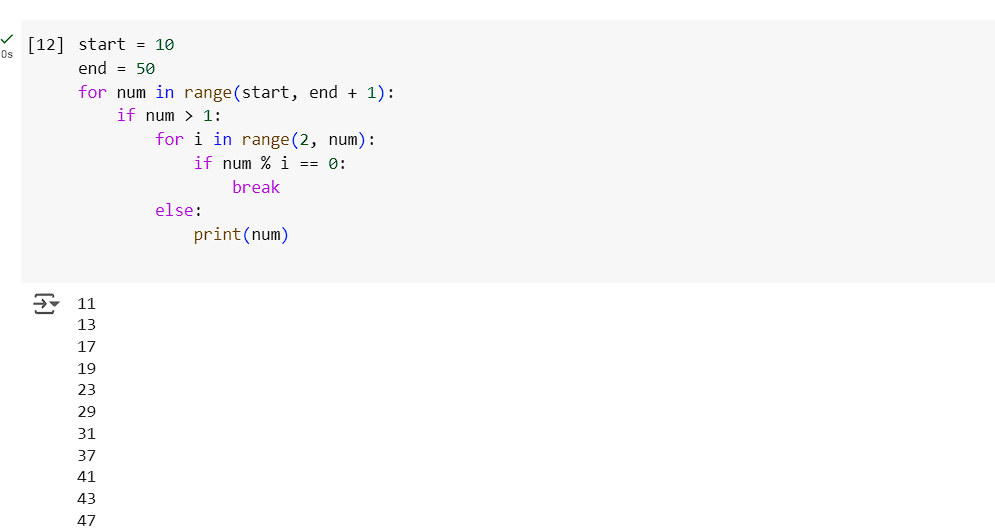 [12] start = 10
0s
end = 50
for num in range(start, end + 1):
    if num > 1:
        for i in range(2, num):
            if num % i == 0:
                break
        else:
            print(num)
11
13
17
19
23
29
31
37
41
43
47